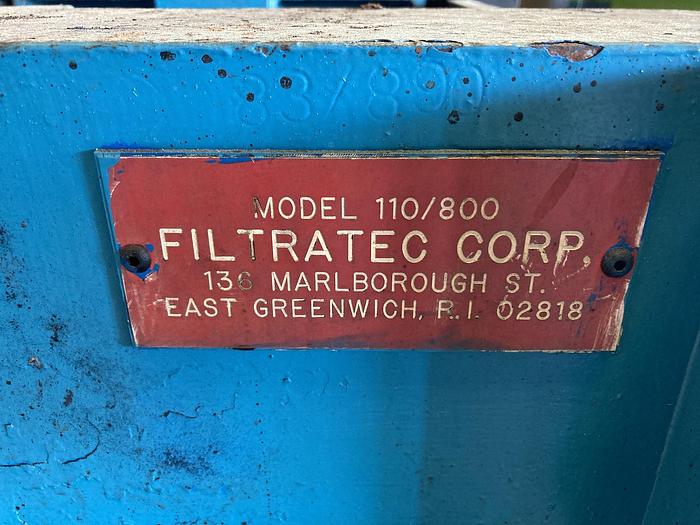 MODEL 110/800
FILTRATEC CORP.
136 MARLBOROUGH ST.
EAST GREENWICH, R.I. 02818